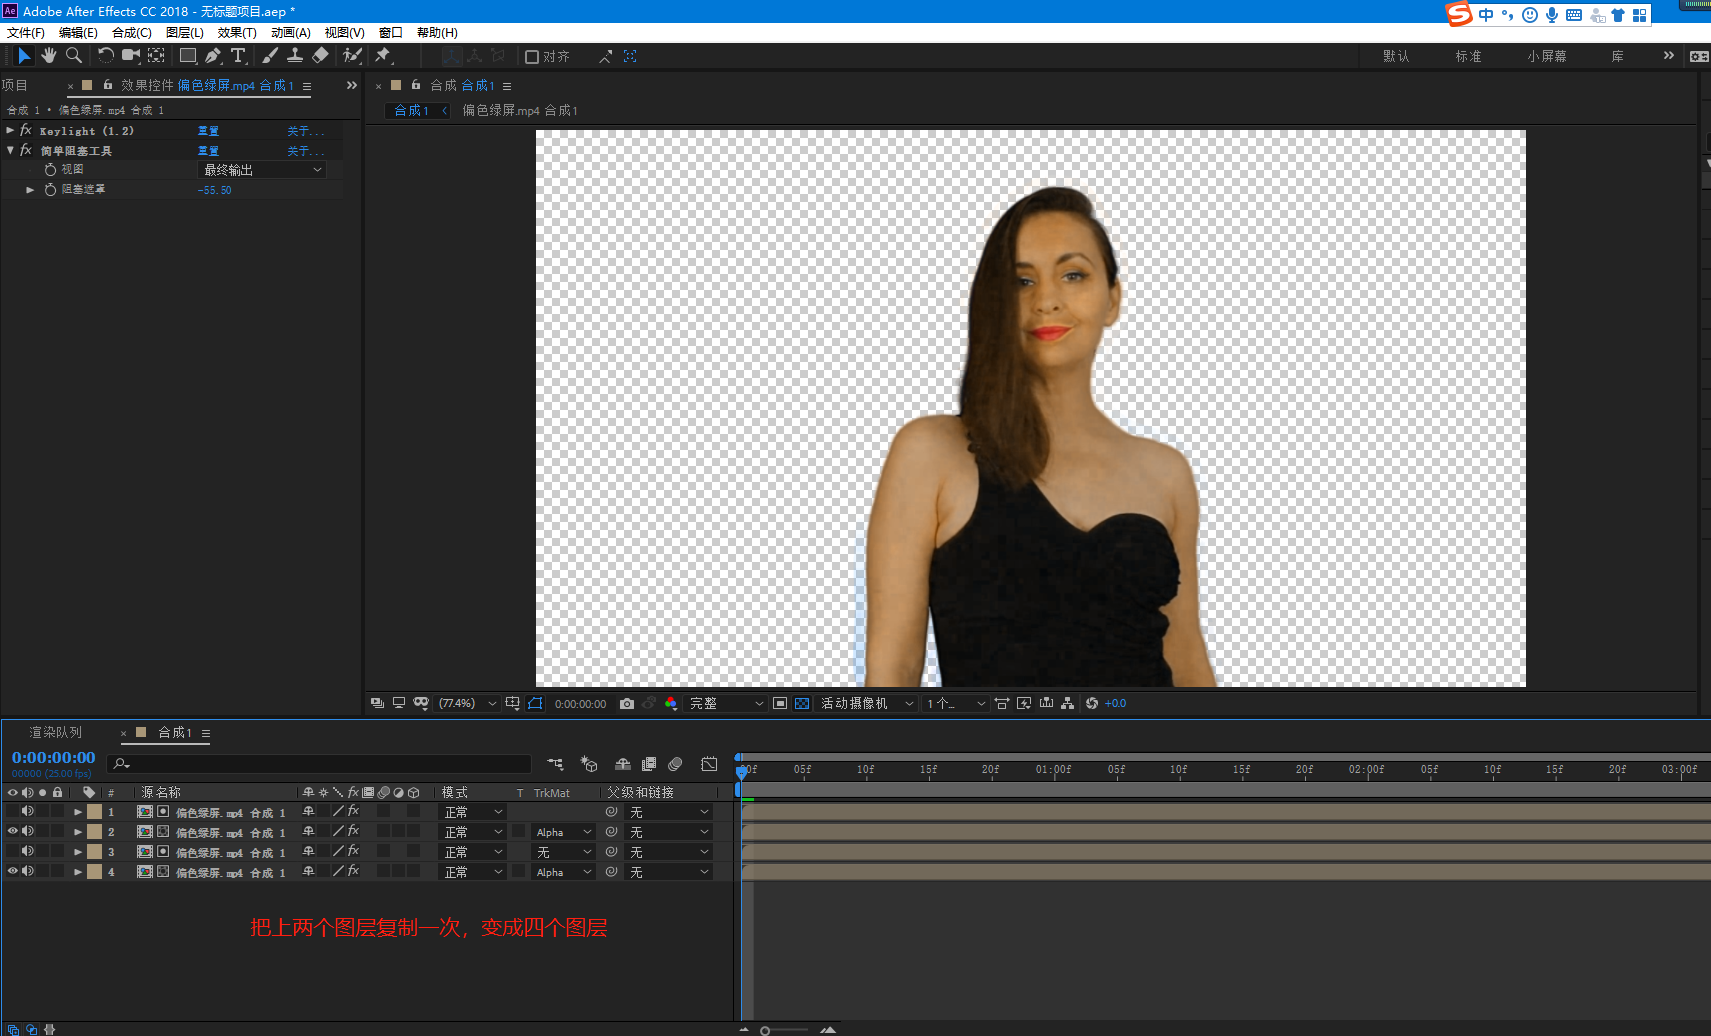 Ae Adobe After Effects CC 2018 - 无标题项目.aep *
S 中
文件(F) 编辑(E) 合成(C) 图层(L) 效果(T) 动画(A) 视图(V) 窗口 帮助(H)
对齐 默认 标准 小屏幕 库 »
项目 × 效果控件 偏色绿屏.mp4 合成 1 ≡ » × 合成 合成1 ≡
合成 1 • 偏色绿屏.mp4 合成 1
合成1 偏色绿屏.mp4 合成1
fx Keylight (1.2) 重置 关于...
fx 简单阻塞工具 重置 关于...
视图 最终输出
阻塞遮罩 -55.50
(77.4%) 0:00:00:00 完整 活动摄像机 1个... +0.0
渲染队列 × 合成1 ≡
0:00:00:00
00000 (25.00 fps)
00f 05f 10f 15f 20f 01:00f 05f 10f 15f 20f 02:00f 05f 10f 15f 20f 03:00f
# 源名称 fx 模式 T TrkMat 父级和链接
1 偏色绿屏.mp4 合成 1 fx 正常 无
2 偏色绿屏.mp4 合成 1 fx 正常 Alpha 无
3 偏色绿屏.mp4 合成 1 fx 正常 无 无
4 偏色绿屏.mp4 合成 1 fx 正常 Alpha 无
把上两个图层复制一次，变成四个图层